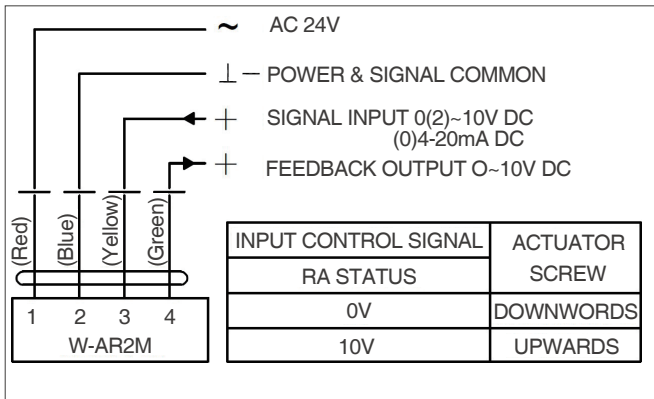 ~ AC 24V
⊥ – POWER & SIGNAL COMMON
+ SIGNAL INPUT 0(2)~10V DC
(0)4-20mA DC
+ FEEDBACK OUTPUT O~10V DC
(Red) (Blue) (Yellow) (Green)
1 2 3 4
W-AR2M
INPUT CONTROL SIGNAL ACTUATOR
RA STATUS SCREW
0V DOWNWORDS
10V UPWARDS